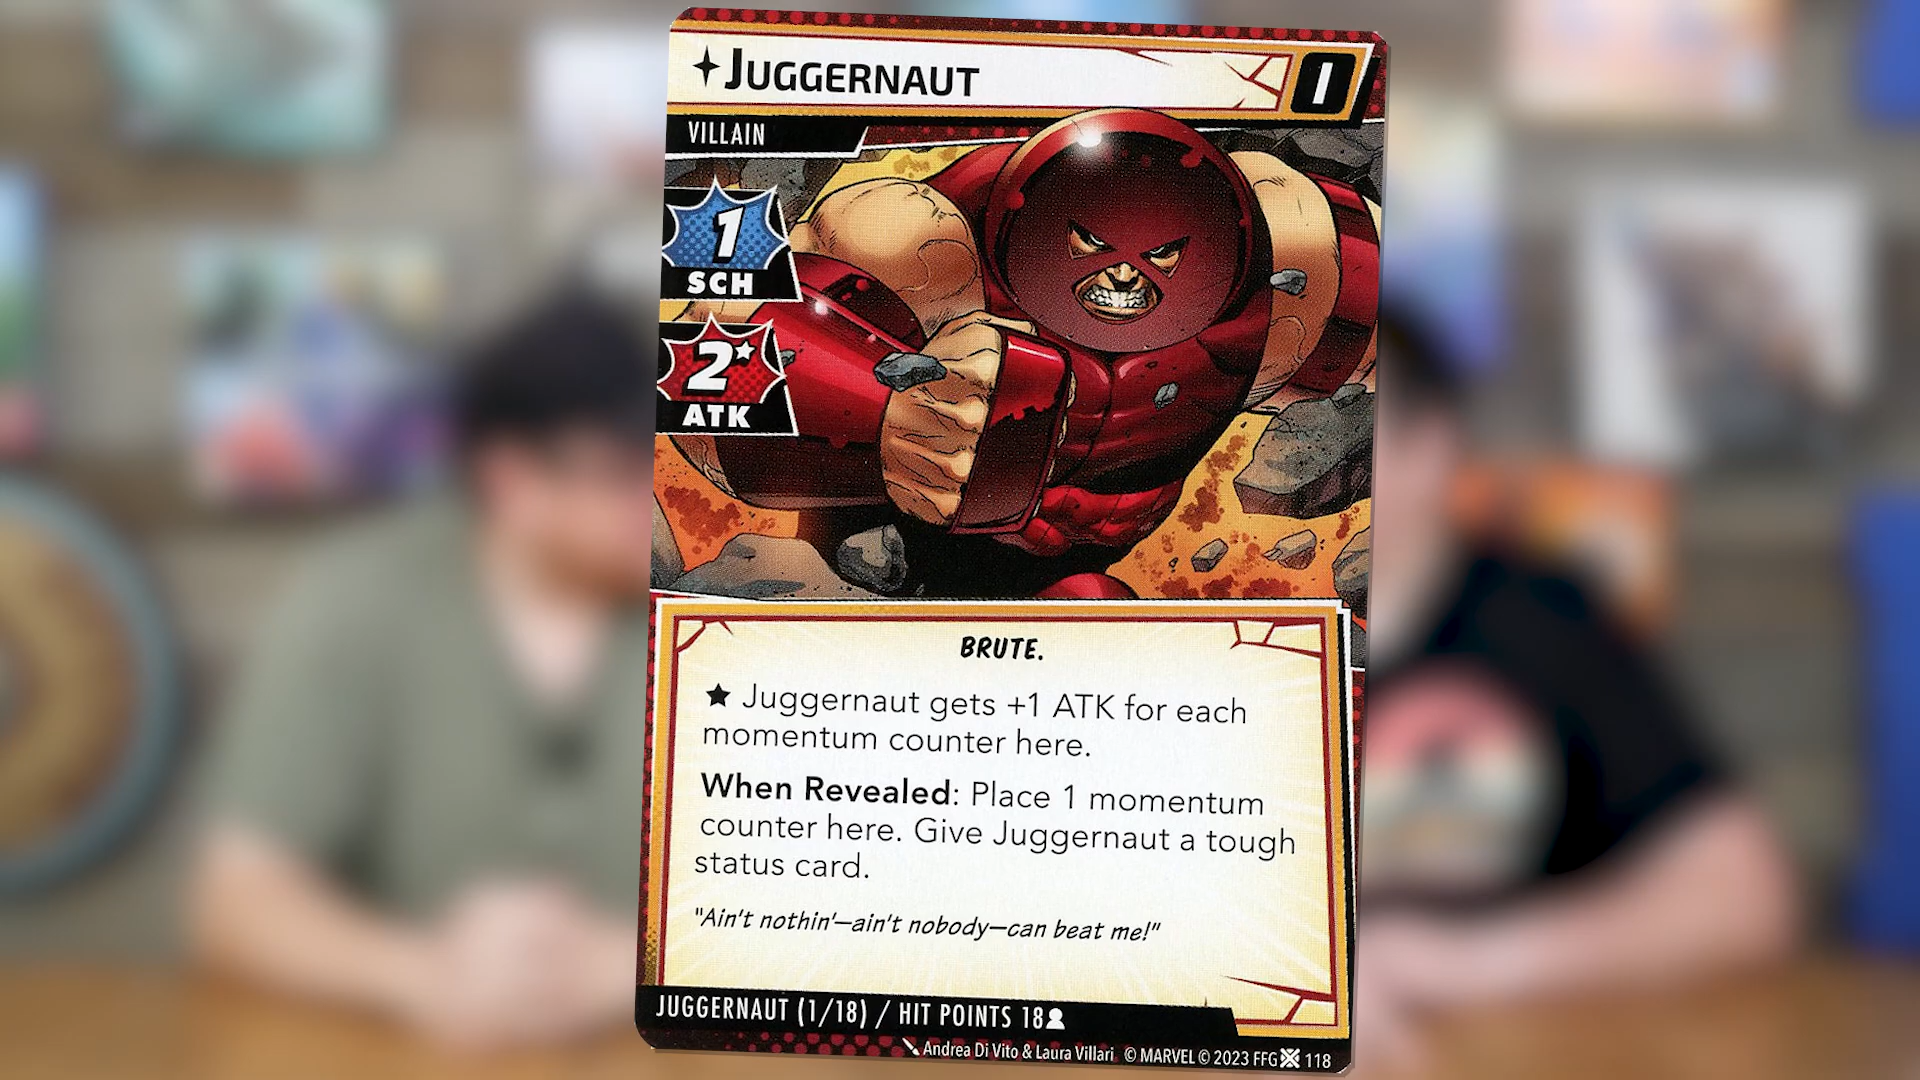 JUGGERNAUT
I
VILLAIN
1
SCH
2
ATK
BRUTE.
★ Juggernaut gets +1 ATK for each
momentum counter here.
When Revealed: Place 1 momentum
counter here. Give Juggernaut a tough
status card.
"Ain't nothin'—ain't nobody—can beat me!"
JUGGERNAUT (1/18) / HIT POINTS 18
Andrea Di Vito & Laura Villari © MARVEL © 2023 FFG 118